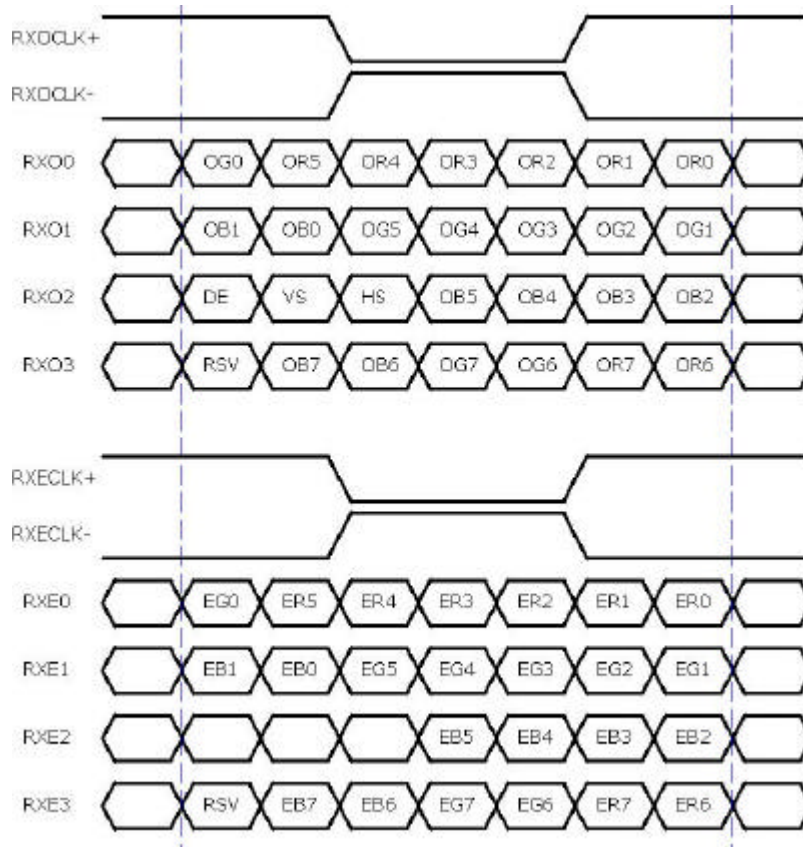 RXOCLK+
RXOCLK-
RXO0 OG0 OR5 OR4 OR3 OR2 OR1 OR0
RXO1 OB1 OB0 OG5 OG4 OG3 OG2 OG1
RXO2 DE VS HS OB5 OB4 OB3 OB2
RXO3 RSV OB7 OB6 OG7 OG6 OR7 OR6
RXECLK+
RXECLK-
RXE0 EG0 ER5 ER4 ER3 ER2 ER1 ER0
RXE1 EB1 EB0 EG5 EG4 EG3 EG2 EG1
RXE2 EB5 EB4 EB3 EB2
RXE3 RSV EB7 EB6 EG7 EG6 ER7 ER6